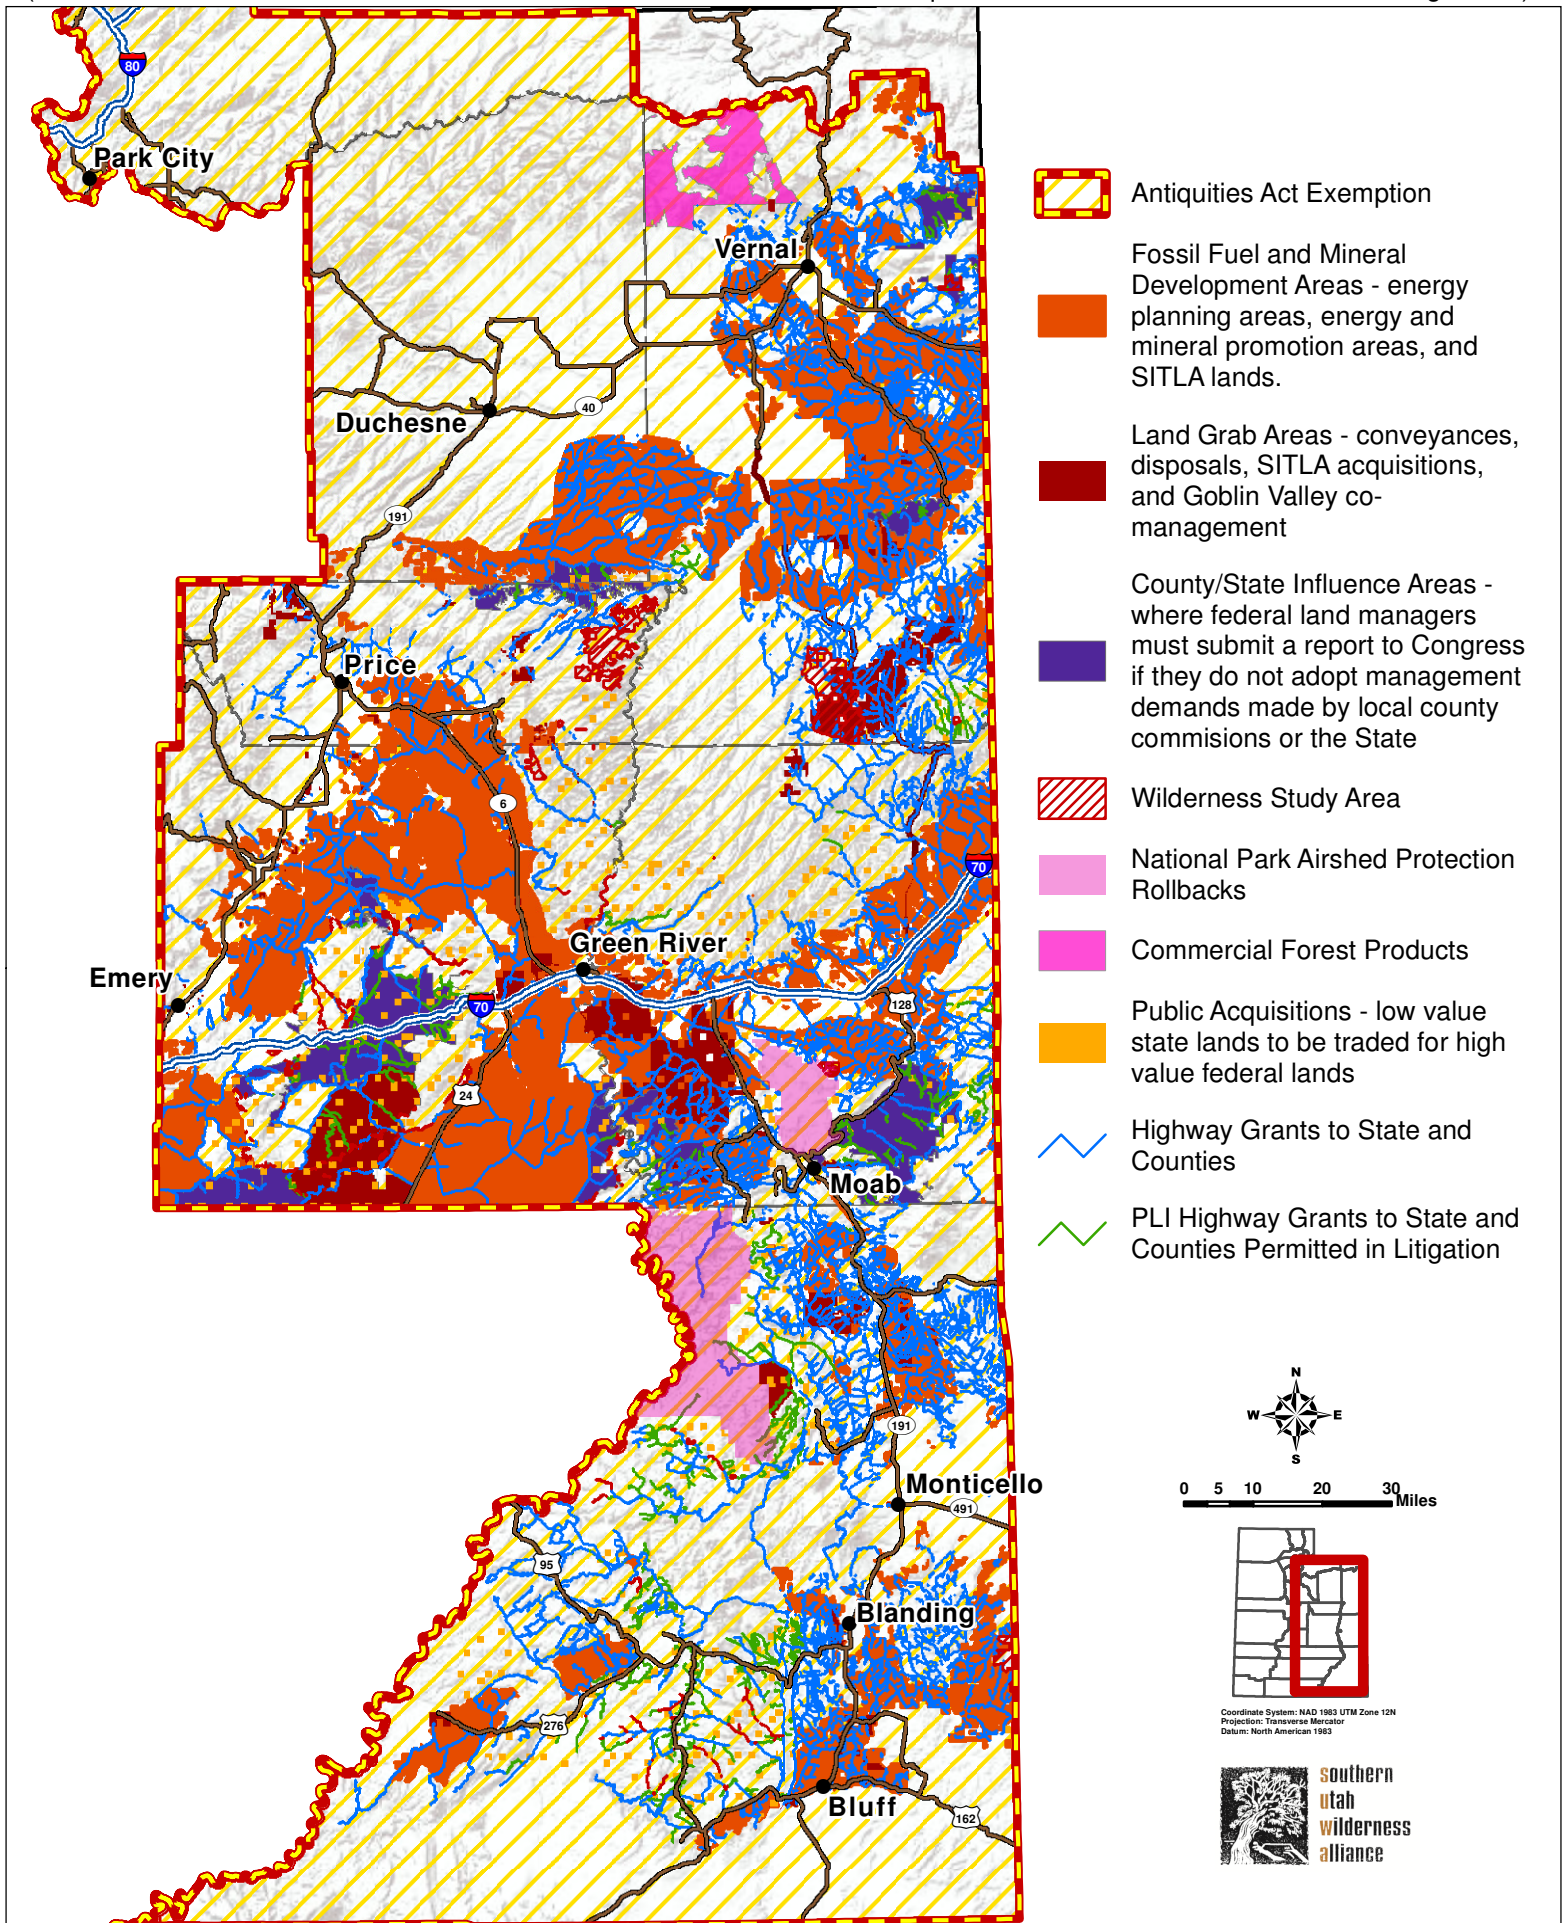 80
Park City
Vernal
Duchesne
40
191
Price
6
70
Green River
Emery
70
128
24
Moab
191
Monticello
491
95
Blanding
276
Bluff
162
Antiquities Act Exemption
Fossil Fuel and Mineral
Development Areas - energy
planning areas, energy and
mineral promotion areas, and
SITLA lands.
Land Grab Areas - conveyances,
disposals, SITLA acquisitions,
and Goblin Valley co-
management
County/State Influence Areas -
where federal land managers
must submit a report to Congress
if they do not adopt management
demands made by local county
commisions or the State
Wilderness Study Area
National Park Airshed Protection
Rollbacks
Commercial Forest Products
Public Acquisitions - low value
state lands to be traded for high
value federal lands
Highway Grants to State and
Counties
PLI Highway Grants to State and
Counties Permitted in Litigation
N
W E
S
0 5 10 20 30
Miles
Coordinate System: NAD 1983 UTM Zone 12N
Projection: Transverse Mercator
Datum: North American 1983
southern
utah
wilderness
alliance